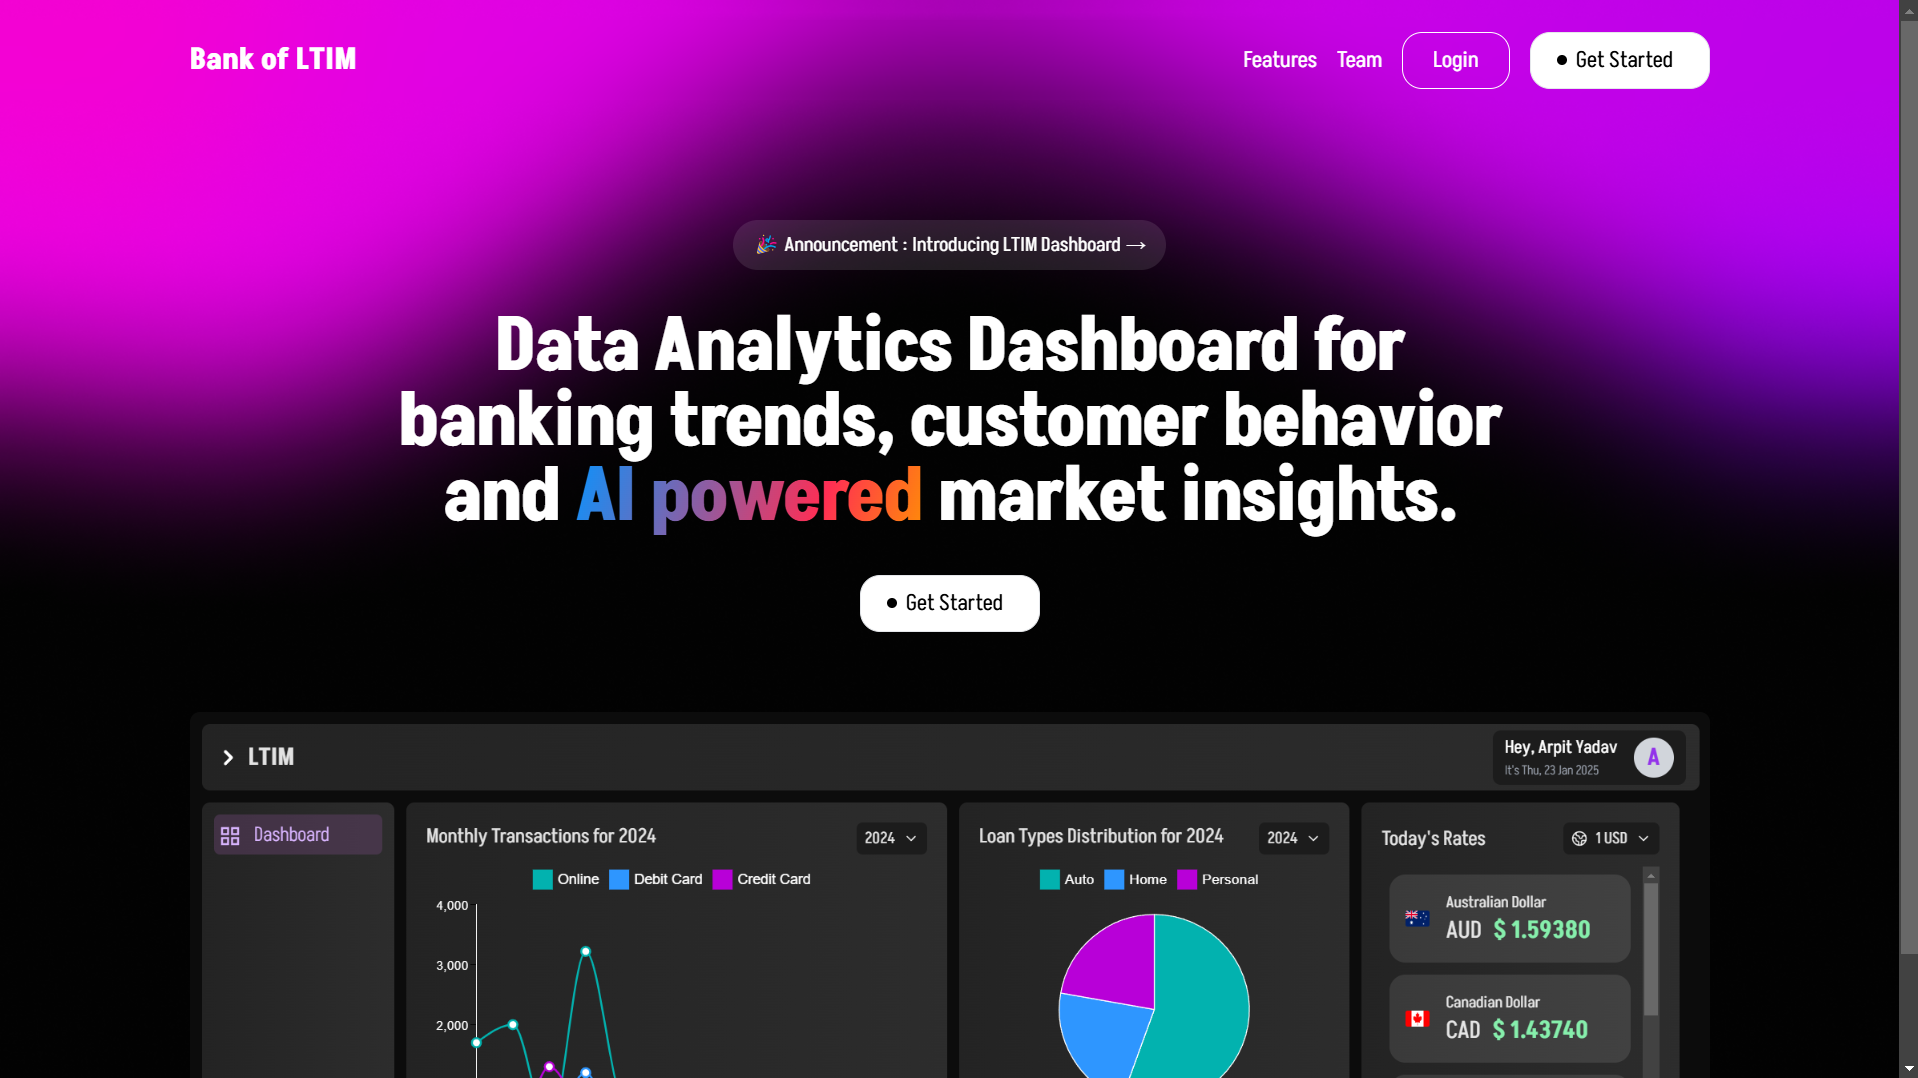 Bank of LTIM
Features
Team
Login
Get Started
🎉 Announcement : Introducing LTIM Dashboard →
Data Analytics Dashboard for
banking trends, customer behavior
and AI powered market insights.
Get Started
LTIM
Hey, Arpit Yadav
It's Thu, 23 Jan 2025
A
Dashboard
Monthly Transactions for 2024
2024
Online
Debit Card
Credit Card
4,000
3,000
2,000
Loan Types Distribution for 2024
2024
Auto
Home
Personal
Today's Rates
1 USD
Australian Dollar
AUD $ 1.59380
Canadian Dollar
CAD $ 1.43740